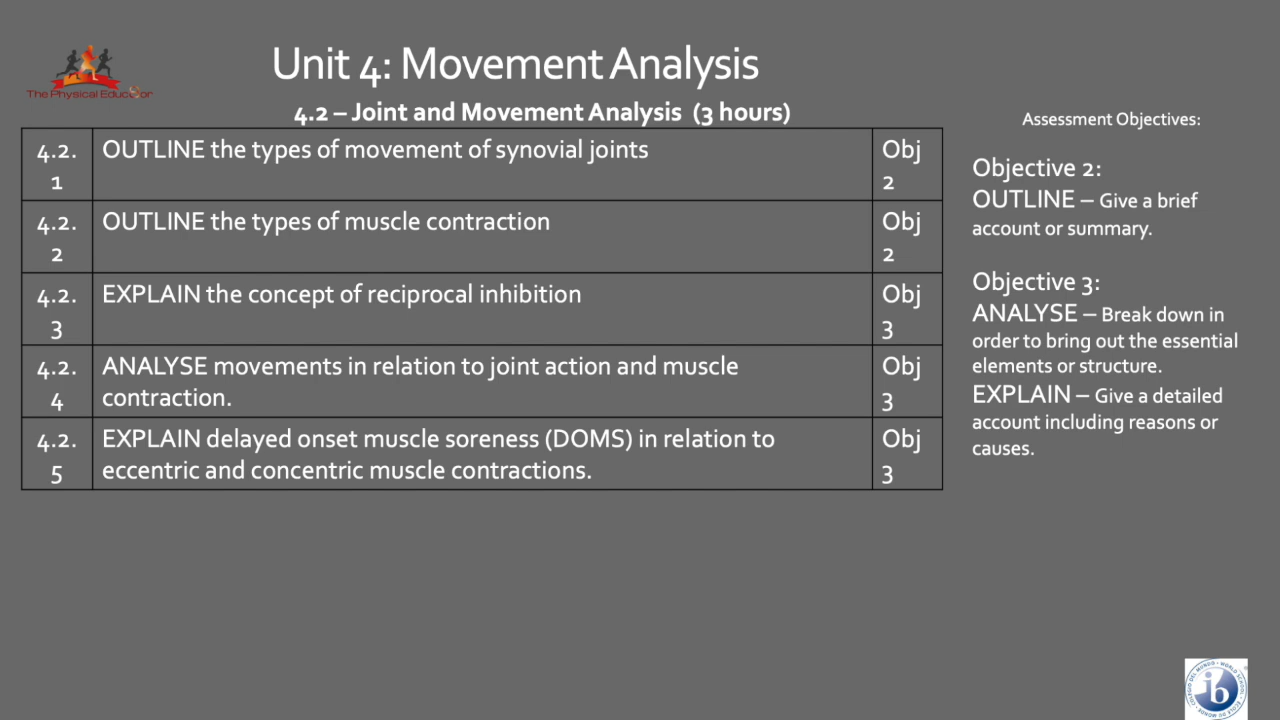 Unit 4: Movement Analysis
The Physical Educator
4.2 – Joint and Movement Analysis (3 hours)
4.2.
1
OUTLINE the types of movement of synovial joints
Obj
2
4.2.
2
OUTLINE the types of muscle contraction
Obj
2
4.2.
3
EXPLAIN the concept of reciprocal inhibition
Obj
3
4.2.
4
ANALYSE movements in relation to joint action and muscle
contraction.
Obj
3
4.2.
5
EXPLAIN delayed onset muscle soreness (DOMS) in relation to
eccentric and concentric muscle contractions.
Obj
3
Assessment Objectives:
Objective 2:
OUTLINE – Give a brief
account or summary.
Objective 3:
ANALYSE – Break down in
order to bring out the essential
elements or structure.
EXPLAIN – Give a detailed
account including reasons or
causes.
ib